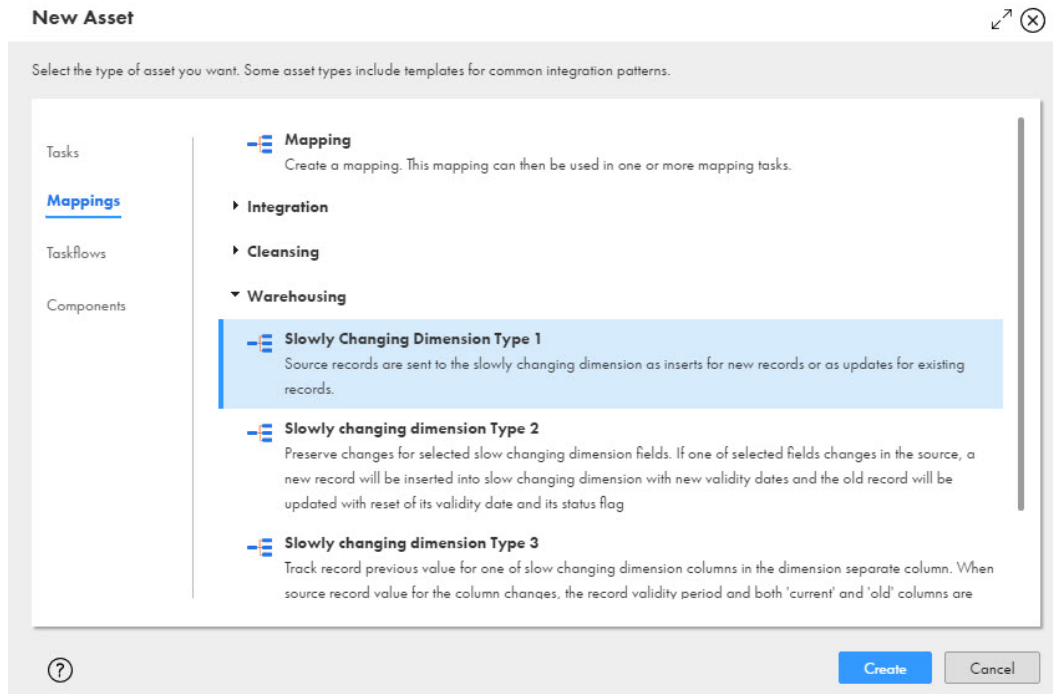 New Asset
Select the type of asset you want. Some asset types include templates for common integration patterns.
Tasks
Mappings
Taskflows
Components
Mapping
Create a mapping. This mapping can then be used in one or more mapping tasks.
Integration
Cleansing
Warehousing
Slowly Changing Dimension Type 1
Source records are sent to the slowly changing dimension as inserts for new records or as updates for existing
records.
Slowly changing dimension Type 2
Preserve changes for selected slow changing dimension fields. If one of selected fields changes in the source, a
new record will be inserted into slow changing dimension with new validity dates and the old record will be
updated with reset of its validity date and its status flag
Slowly changing dimension Type 3
Track record previous value for one of slow changing dimension columns in the dimension separate column. When
source record value for the column changes, the record validity period and both 'current' and 'old' columns are
?
Create
Cancel